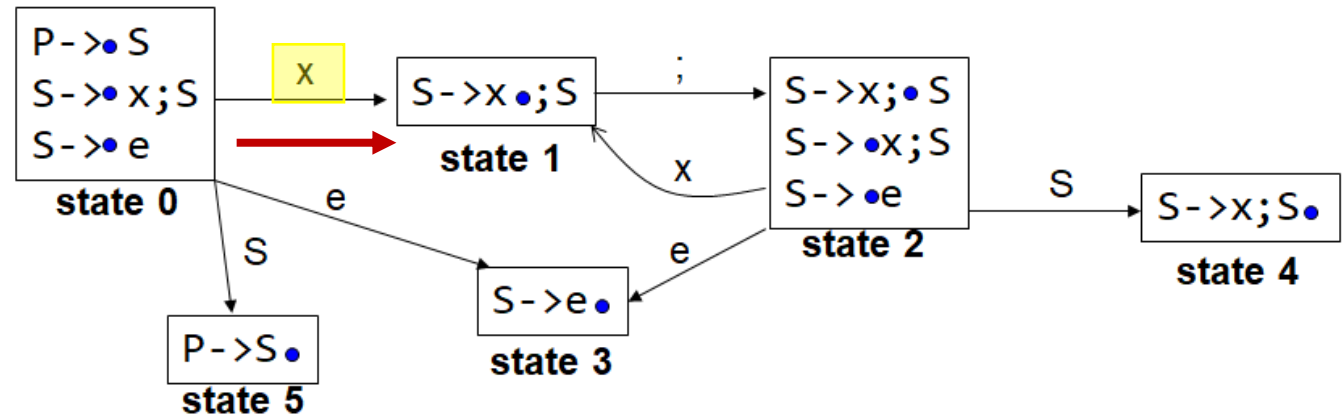 P->• S
S->• x;S
S->• e
state 0
x
S->x•;S
state 1
;
S->x;• S
S->•x;S
S-> •e
state 2
x
e
S
e
S
S->x;S•
state 4
S->e•
state 3
P->S•
state 5